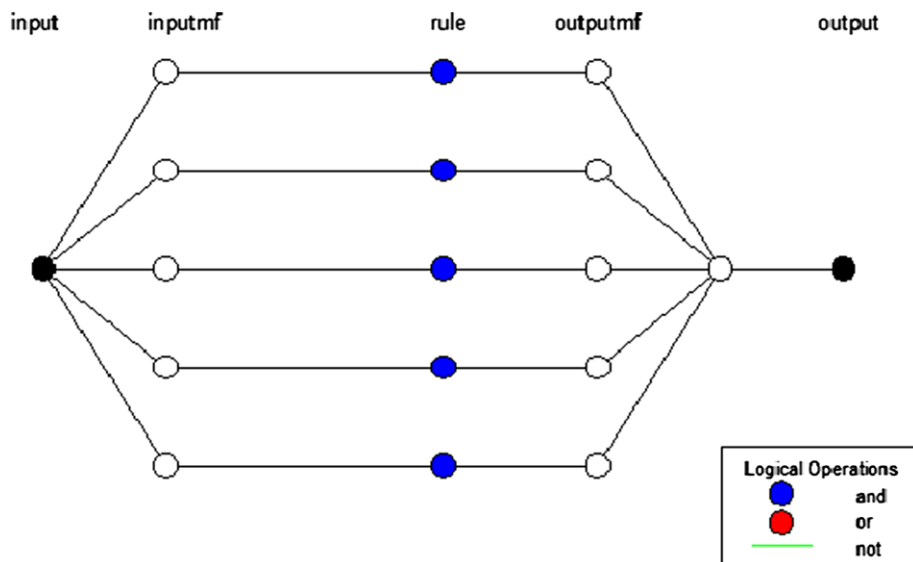 input inputmf rule outputmf output
Logical Operations
and
or
not